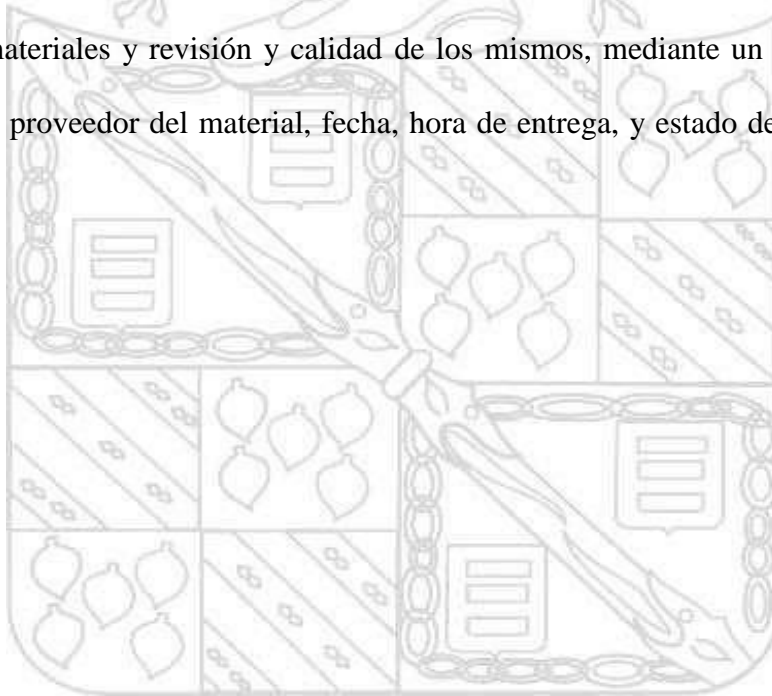 materiales y revisión y calidad de los mismos, mediante un
proveedor del material, fecha, hora de entrega, y estado de